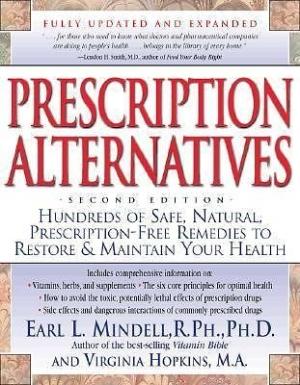 FULLY UPDATED AND EXPANDED
"... for those who need to know what doctors and pharmaceutical companies
are doing to people's health ... belongs in the library of every home."
—Lendon H. Smith, M.D., author of Feed Your Body Right
PRESCRIPTION
ALTERNATIVES
-SECOND EDITION-
HUNDREDS OF SAFE, NATURAL,
PRESCRIPTION-FREE REMEDIES TO
RESTORE & MAINTAIN YOUR HEALTH
Includes comprehensive information on:
• Vitamins, herbs, and supplements • The six core principles for optimal health
• How to avoid the toxic, potentially lethal effects of prescription drugs
• Side effects and dangerous interactions of commonly prescribed drugs
EARL L. MINDELL, R.PH., PH.D.
Author of the best-selling Vitamin Bible
AND VIRGINIA HOPKINS, M.A.